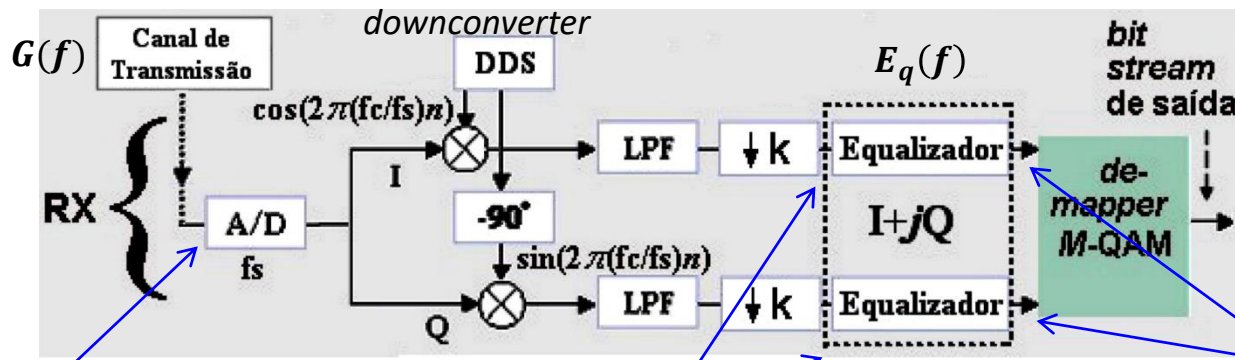 downconverter
G(f)
Canal de
Transmissão
DDS
E_q(f)
bit
stream
de saída
cos(2π(fc/fs)n)
LPF
↓k
Equalizador
I
RX
A/D
fs
-90°
I+jQ
de-
mapper
M-QAM
sin(2π(fc/fs)n)
LPF
↓k
Equalizador
Q